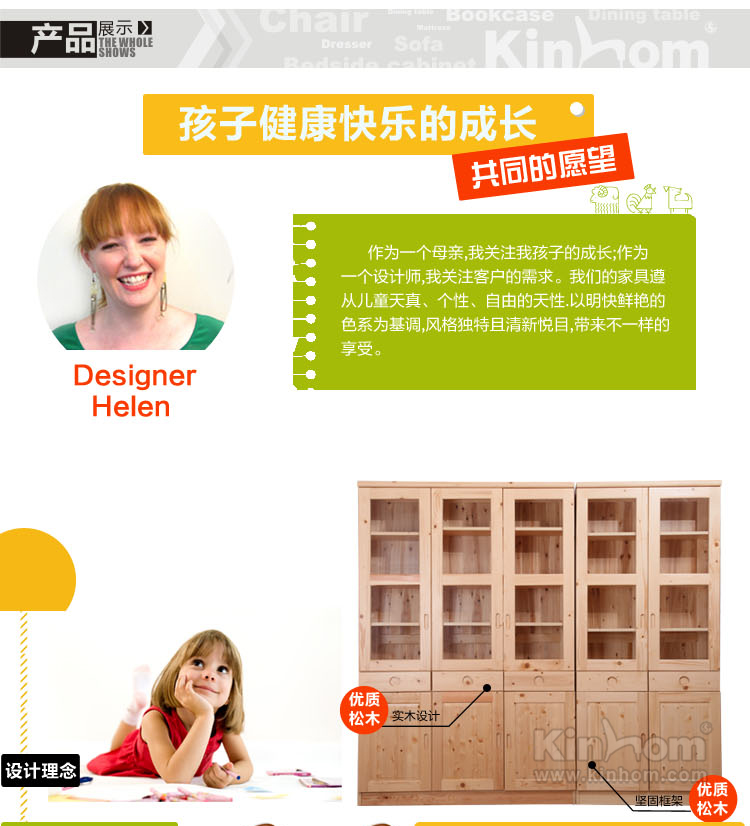 Chair
Dining table
Bookcase
Dining table
Mattress
Dresser
Sofa
Kinhom
Bedside cabinet
产品
展示
THE WHOLE
SHOWS
孩子健康快乐的成长
共同的愿望
作为一个母亲,我关注我孩子的成长;作为
一个设计师,我关注客户的需求。我们的家具遵
从儿童天真、个性、自由的天性.以明快鲜艳的
色系为基调,风格独特且清新悦目,带来不一样的
享受。
Designer
Helen
优质
松木
实木设计
Kinhom
www.kinhom.com
设计理念
坚固框架
优质
松木